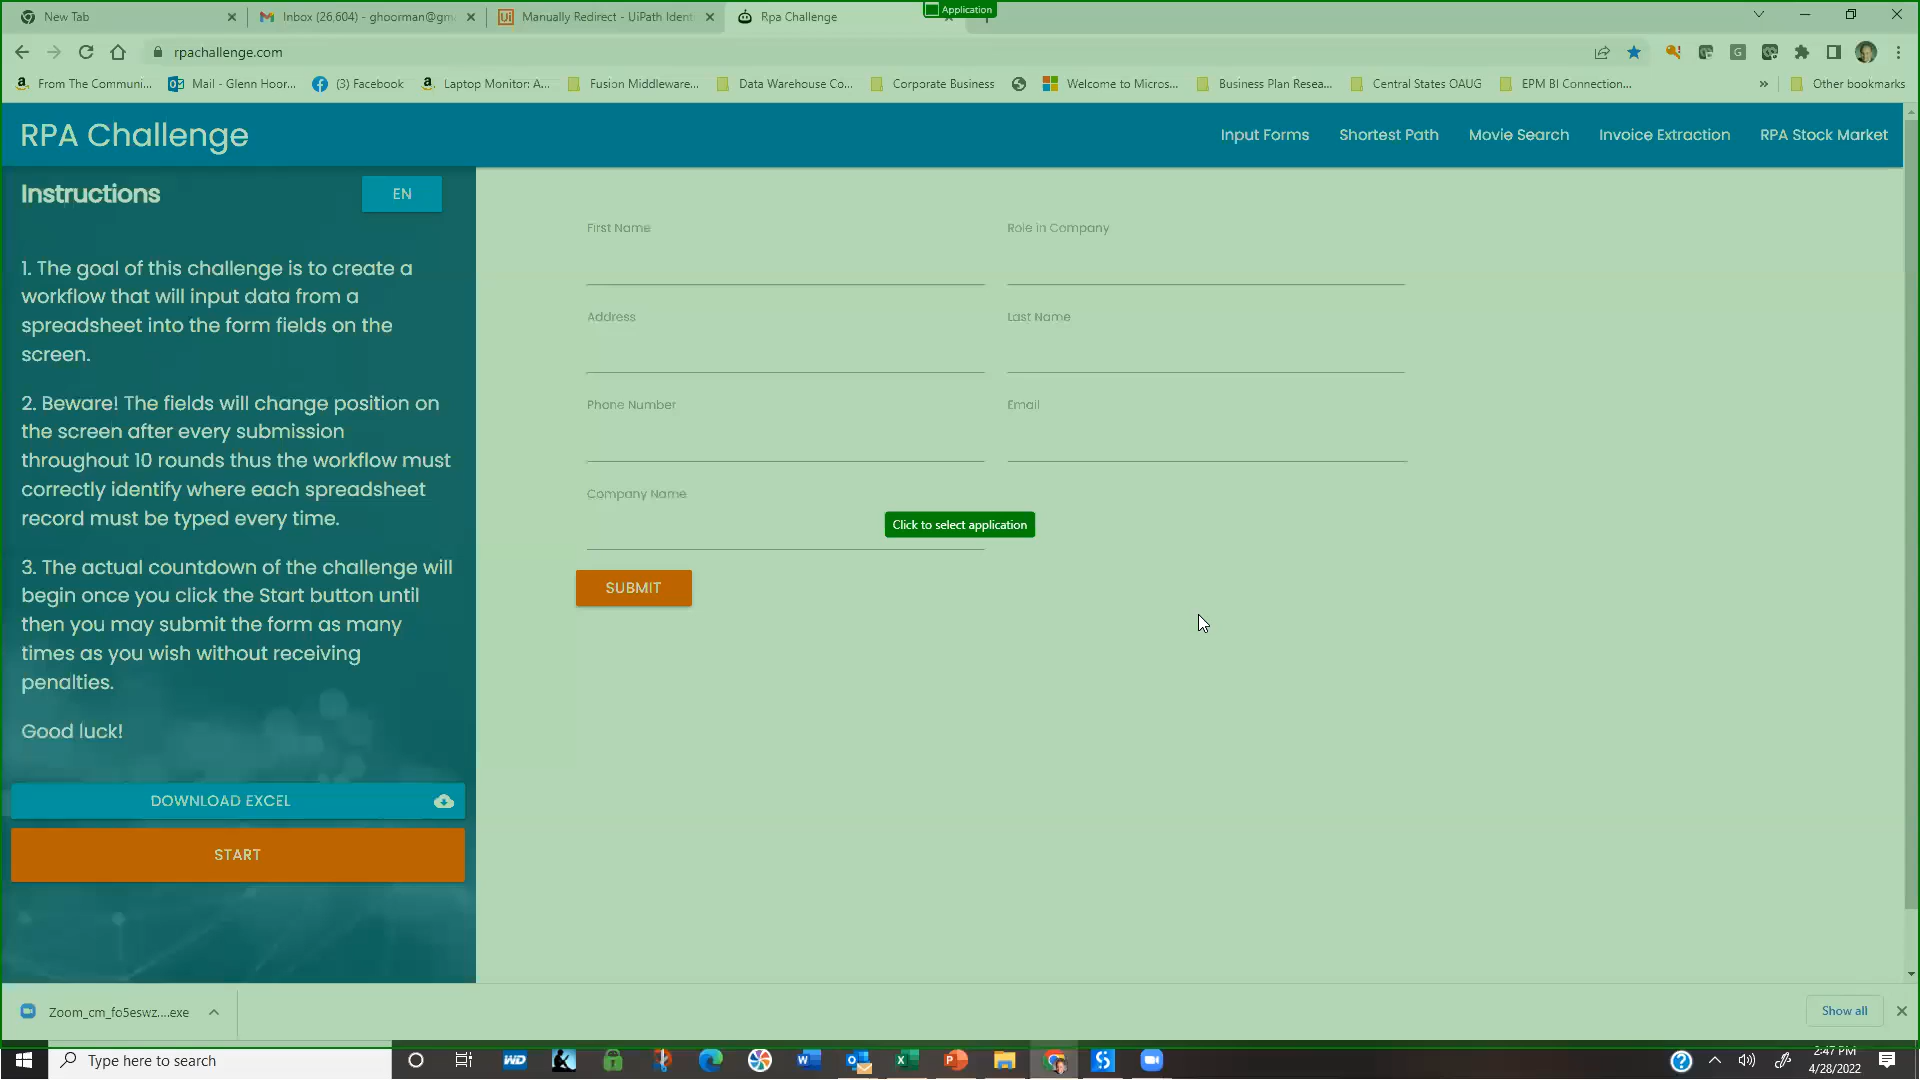 Application
New Tab
Inbox (26,604) - ghoorman@gm
Manually Redirect - UiPath Ident
Rpa Challenge
rpachallenge.com
From The Communi...
Mail - Glenn Hoor...
(3) Facebook
Laptop Monitor: A...
Fusion Middleware...
Data Warehouse Co...
Corporate Business
Welcome to Micros...
Business Plan Resea...
Central States OAUG
EPM BI Connection...
»
Other bookmarks
RPA Challenge
Input Forms
Shortest Path
Movie Search
Invoice Extraction
RPA Stock Market
Instructions
EN
1. The goal of this challenge is to create a
workflow that will input data from a
spreadsheet into the form fields on the
screen.
2. Beware! The fields will change position on
the screen after every submission
throughout 10 rounds thus the workflow must
correctly identify where each spreadsheet
record must be typed every time.
3. The actual countdown of the challenge will
begin once you click the Start button until
then you may submit the form as many
times as you wish without receiving
penalties.
Good luck!
DOWNLOAD EXCEL
START
First Name
Role in Company
Address
Last Name
Phone Number
Email
Company Name
Click to select application
SUBMIT
Zoom_cm_fo5eswz....exe
Show all
Type here to search
2:47 PM
4/28/2022